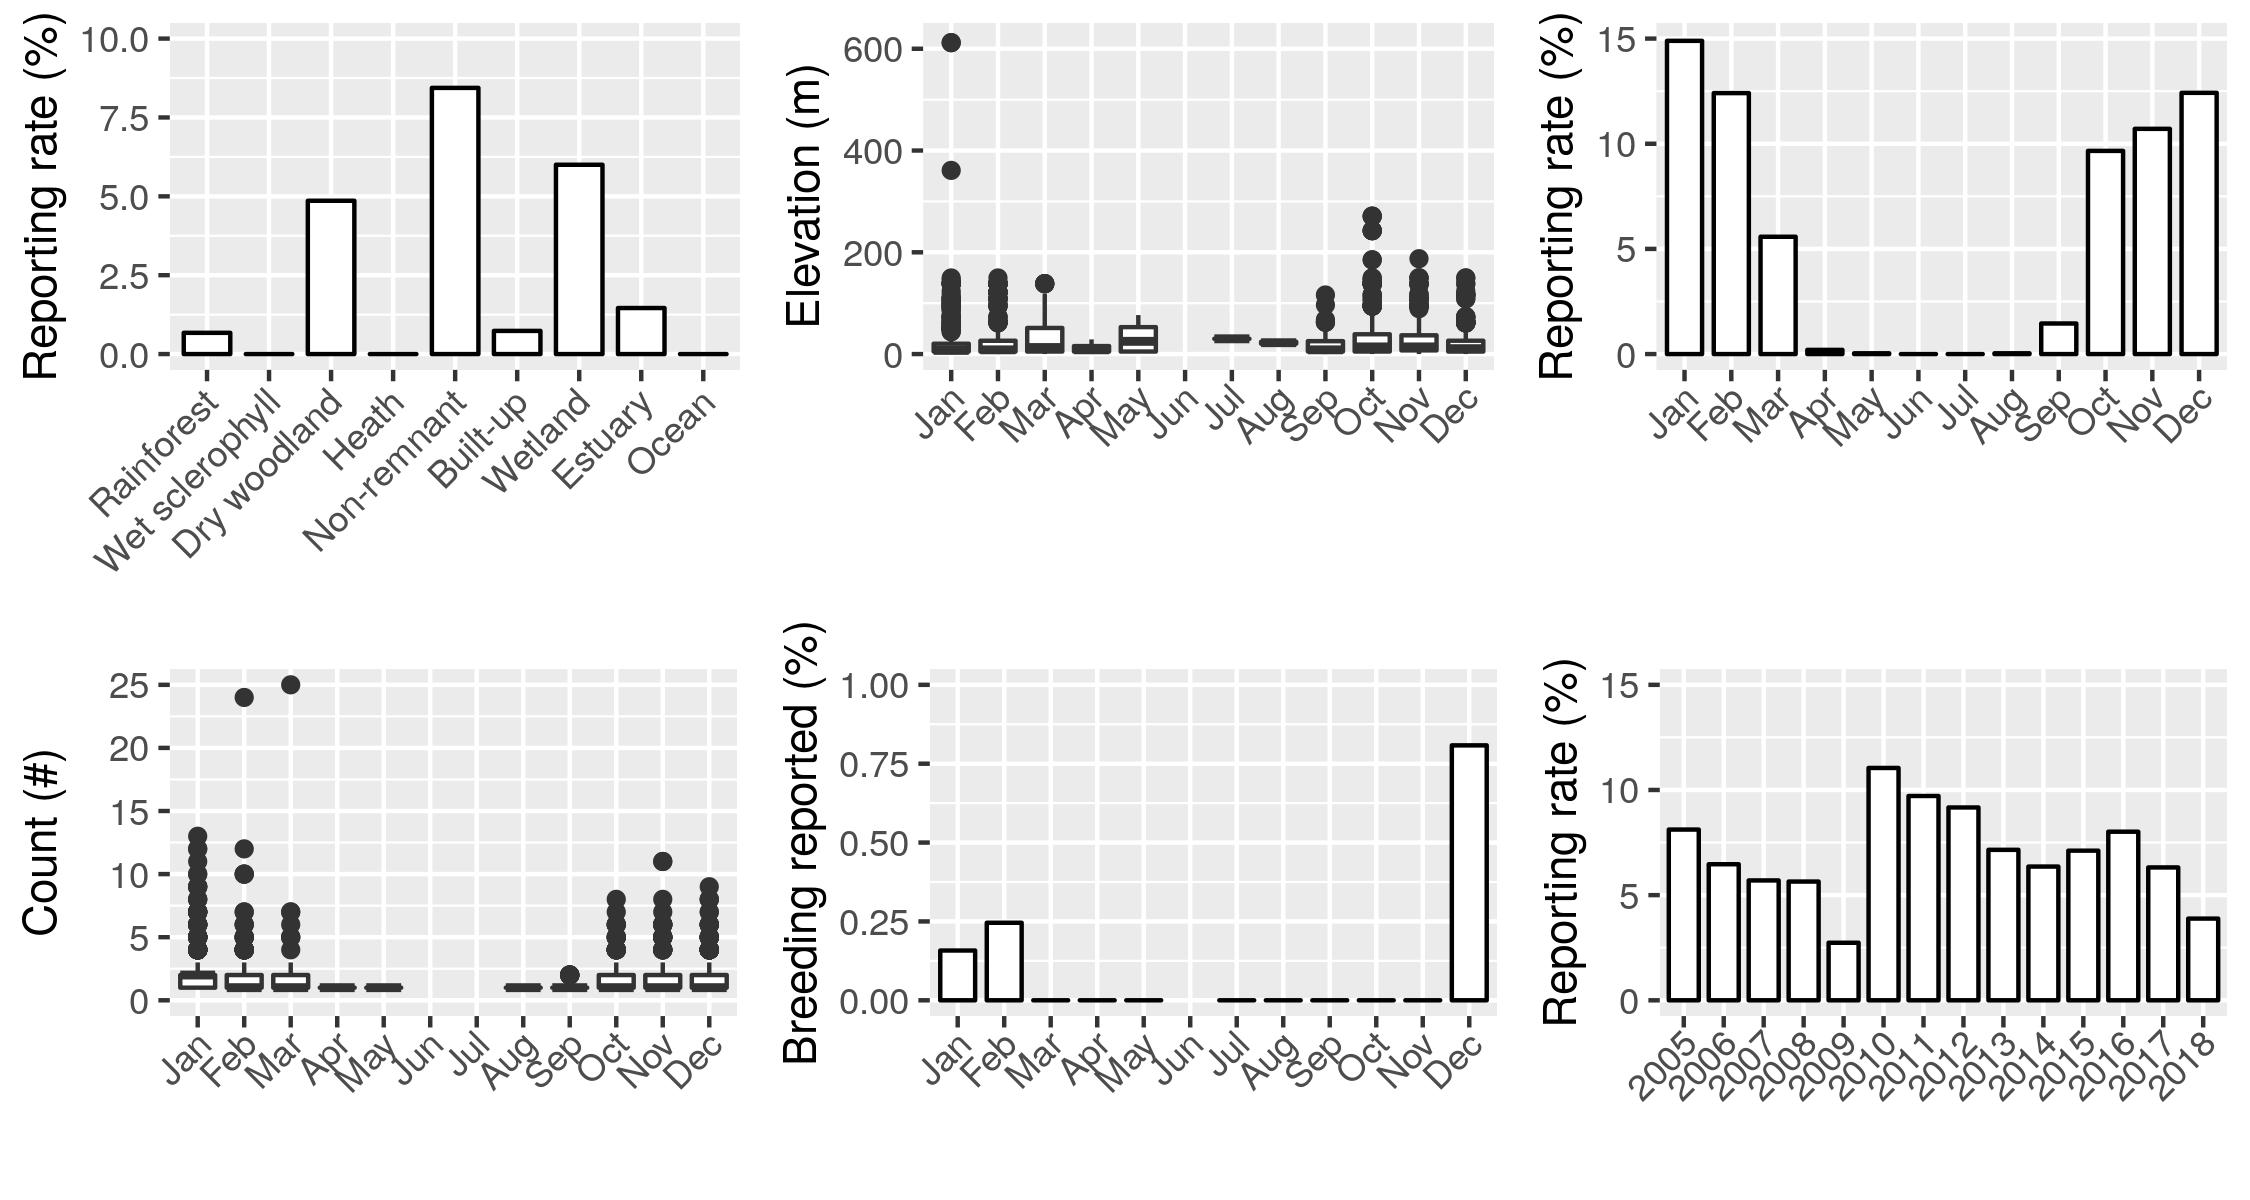 Reporting rate (%)
10.0
7.5
5.0
2.5
0.0
Rainforest
Wet sclerophyll
Dry woodland
Heath
Non-remnant
Built-up
Wetland
Estuary
Ocean
Elevation (m)
600
400
200
0
Jan
Feb
Mar
Apr
May
Jun
Jul
Aug
Sep
Oct
Nov
Dec
Reporting rate (%)
15
10
5
0
Jan
Feb
Mar
Apr
May
Jun
Jul
Aug
Sep
Oct
Nov
Dec
Count (#)
25
20
15
10
5
0
Jan
Feb
Mar
Apr
May
Jun
Jul
Aug
Sep
Oct
Nov
Dec
Breeding reported (%)
1.00
0.75
0.50
0.25
0.00
Jan
Feb
Mar
Apr
May
Jun
Jul
Aug
Sep
Oct
Nov
Dec
Reporting rate (%)
15
10
5
0
2005
2006
2007
2008
2009
2010
2011
2012
2013
2014
2015
2016
2017
2018